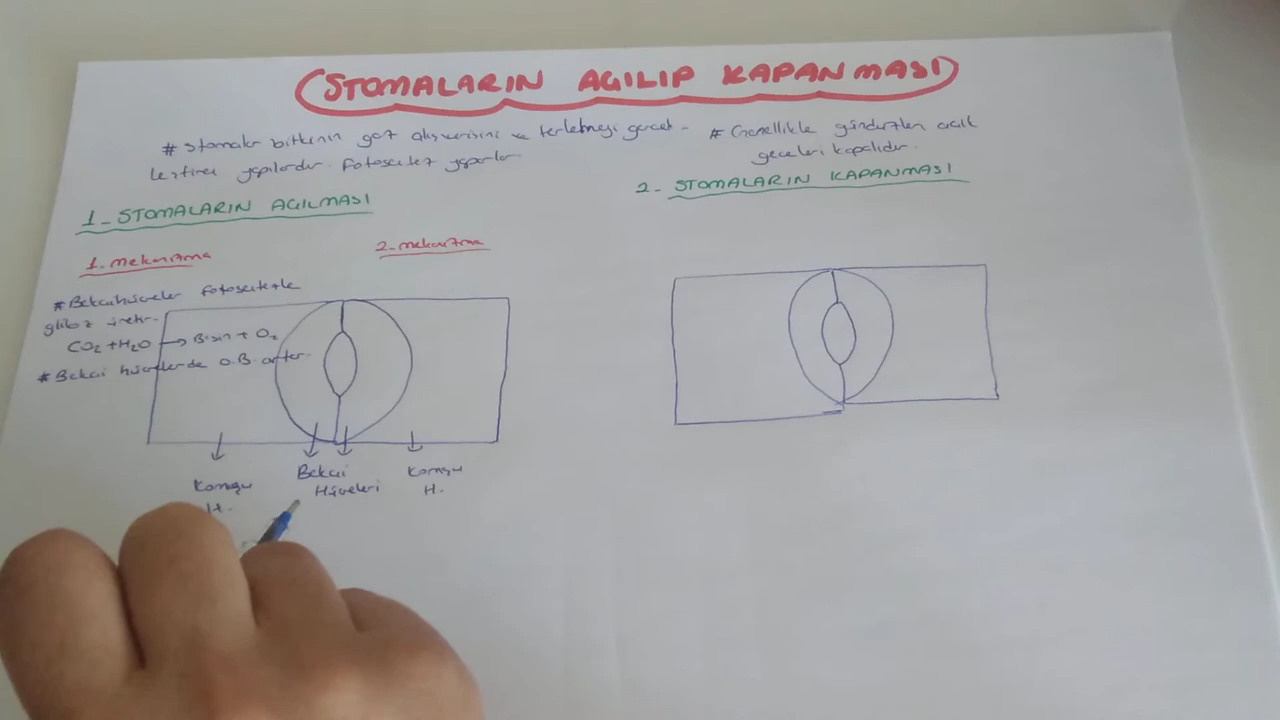 STOMALARIN AÇILIP KAPANMASI
# Stomalar bitkinin gaz alışverişini ve terlemeyi gerçek-
leştiren yapılardır. Fotosentez yaparlar.
# Genellikle gündüzleri açık
geceleri kapalıdır.
1- STOMALARIN AÇILMASI
1. mekanizma
2. mekanizma
# Bekçi hücreler fotosentezle
glikoz üretir.
CO2 + H2O → Besin + O2
# Bekçi hücrelerde O.B. artar.
Komşu
H.
Bekçi
Hücreleri
Komşu
H.
2- STOMALARIN KAPANMASI